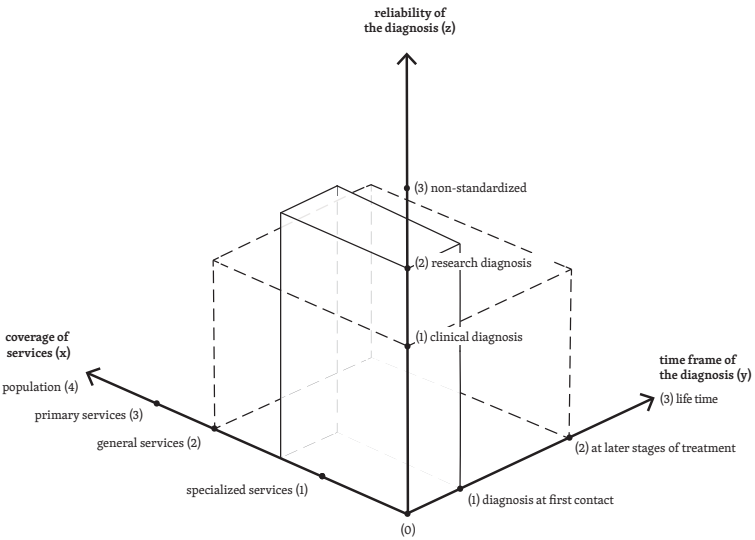 reliability of
the diagnosis (z)
(3) non-standardized
(2) research diagnosis
(1) clinical diagnosis
coverage of
services (x)
population (4)
primary services (3)
general services (2)
specialized services (1)
time frame of
the diagnosis (y)
(3) life time
(2) at later stages of treatment
(1) diagnosis at first contact
(0)